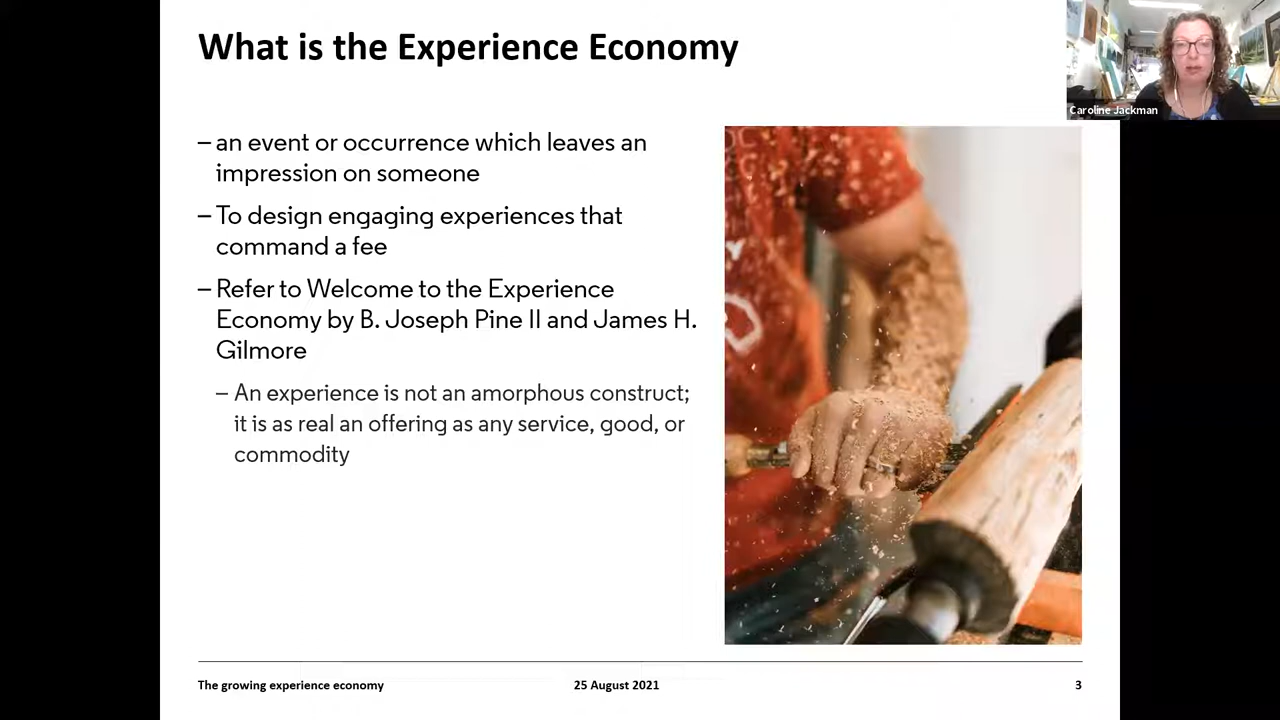 What is the Experience Economy
Caroline Jackman
– an event or occurrence which leaves an
impression on someone
– To design engaging experiences that
command a fee
– Refer to Welcome to the Experience
Economy by B. Joseph Pine II and James H.
Gilmore
– An experience is not an amorphous construct;
it is as real an offering as any service, good, or
commodity
The growing experience economy
25 August 2021
3